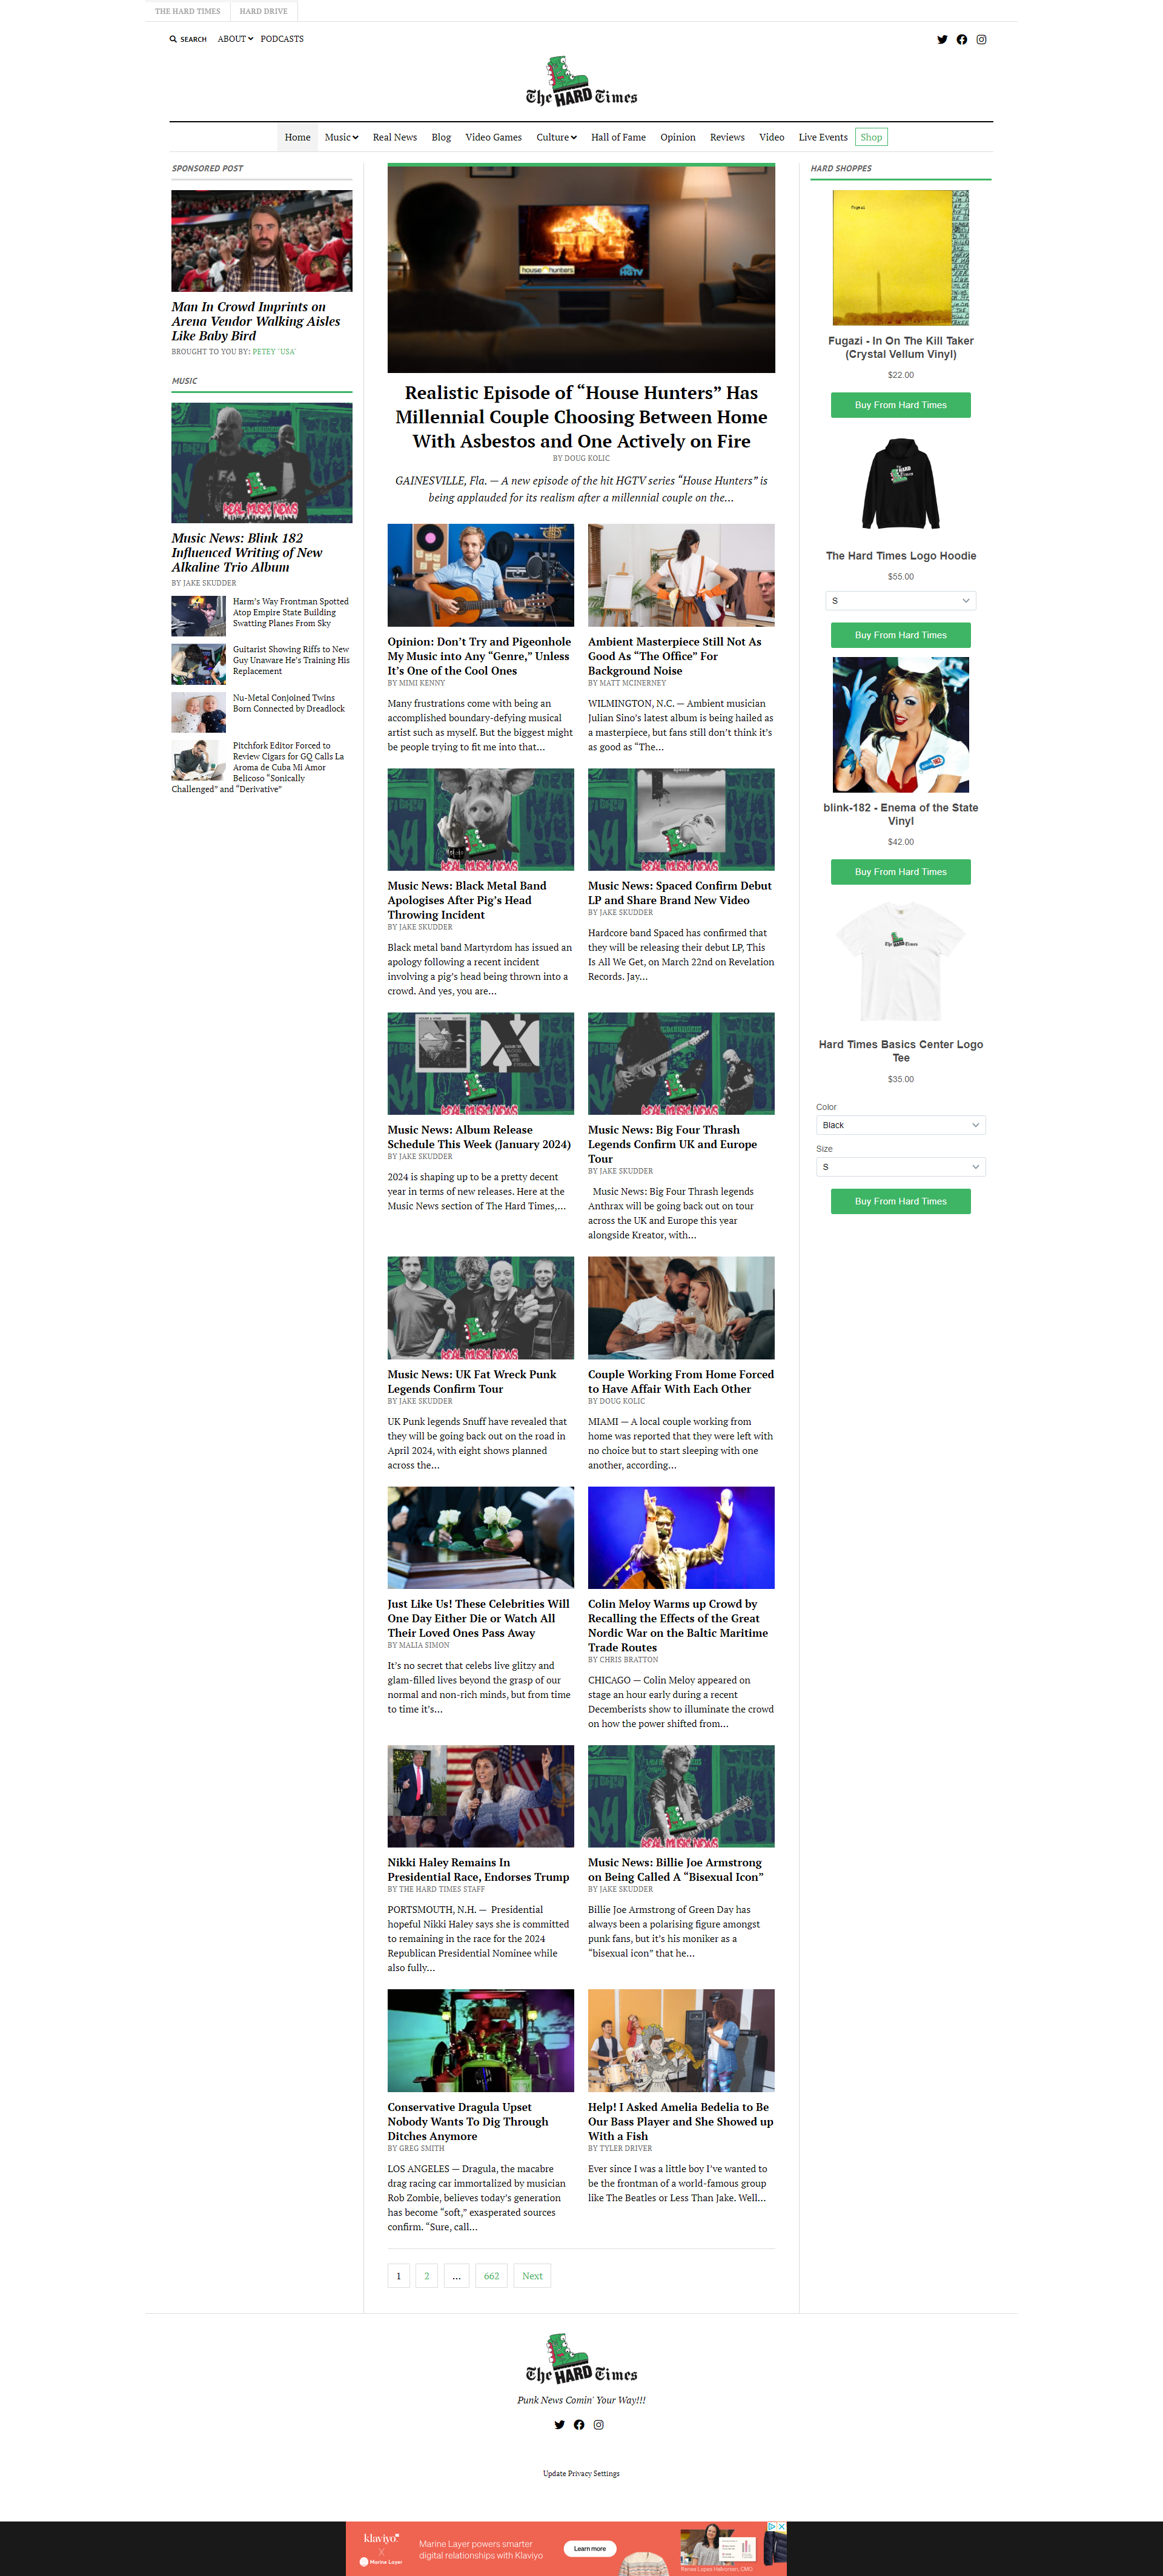 THE HARD TIMES
HARD DRIVE
SEARCH
ABOUT
PODCASTS
The HARD Times
Home
Music
Real News
Blog
Video Games
Culture
Hall of Fame
Opinion
Reviews
Video
Live Events
Shop
SPONSORED POST
Man In Crowd Imprints on
Arena Vendor Walking Aisles
Like Baby Bird
BROUGHT TO YOU BY: PETEY "USA"
MUSIC
REAL MUSIC NEWS
Music News: Blink 182
Influenced Writing of New
Alkaline Trio Album
BY JAKE SKUDDER
Harm's Way Frontman Spotted
Atop Empire State Building
Swatting Planes From Sky
Guitarist Showing Riffs to New
Guy Unaware He's Training His
Replacement
Nu-Metal Conjoined Twins
Born Connected by Dreadlock
Pitchfork Editor Forced to
Review Cigars for GQ Calls La
Aroma de Cuba Mi Amor
Belicoso “Sonically
Challenged” and “Derivative”
house hunters
HGTV
Realistic Episode of “House Hunters” Has
Millennial Couple Choosing Between Home
With Asbestos and One Actively on Fire
BY DOUG KOLIC
GAINESVILLE, Fla. — A new episode of the hit HGTV series “House Hunters” is
being applauded for its realism after a millennial couple on the…
Opinion: Don’t Try and Pigeonhole
My Music into Any “Genre,” Unless
It’s One of the Cool Ones
BY MIMI KENNY
Many frustrations come with being an
accomplished boundary-defying musical
artist such as myself. But the biggest might
be people trying to fit me into that…
Ambient Masterpiece Still Not As
Good As “The Office” For
Background Noise
BY MATT MCINERNEY
WILMINGTON, N.C. — Ambient musician
Julian Sino’s latest album is being hailed as
a masterpiece, but fans still don’t think it’s
as good as “The…
REAL MUSIC NEWS
Music News: Black Metal Band
Apologises After Pig’s Head
Throwing Incident
BY JAKE SKUDDER
Black metal band Martyrdom has issued an
apology following a recent incident
involving a pig’s head being thrown into a
crowd. And yes, you are…
REAL MUSIC NEWS
Music News: Spaced Confirm Debut
LP and Share Brand New Video
BY JAKE SKUDDER
Hardcore band Spaced has confirmed that
they will be releasing their debut LP, This
Is All We Get, on March 22nd on Revelation
Records. Jay…
REAL MUSIC NEWS
Music News: Album Release
Schedule This Week (January 2024)
BY JAKE SKUDDER
2024 is shaping up to be a pretty decent
year in terms of new releases. Here at the
Music News section of The Hard Times,…
REAL MUSIC NEWS
Music News: Big Four Thrash
Legends Confirm UK and Europe
Tour
BY JAKE SKUDDER
Music News: Big Four Thrash legends
Anthrax will be going back out on tour
across the UK and Europe this year
alongside Kreator, with…
REAL MUSIC NEWS
Music News: UK Fat Wreck Punk
Legends Confirm Tour
BY JAKE SKUDDER
UK Punk legends Snuff have revealed that
they will be going back out on the road in
April 2024, with eight shows planned
across the…
Couple Working From Home Forced
to Have Affair With Each Other
BY DOUG KOLIC
MIAMI — A local couple working from
home was reported that they were left with
no choice but to start sleeping with one
another, according…
Just Like Us! These Celebrities Will
One Day Either Die or Watch All
Their Loved Ones Pass Away
BY MALIA SIMON
It’s no secret that celebs live glitzy and
glam-filled lives beyond the grasp of our
normal and non-rich minds, but from time
to time it’s…
Colin Meloy Warms up Crowd by
Recalling the Effects of the Great
Nordic War on the Baltic Maritime
Trade Routes
BY CHRIS BRATTON
CHICAGO — Colin Meloy appeared on
stage an hour early during a recent
Decemberists show to illuminate the crowd
on how the power shifted from…
Nikki Haley Remains In
Presidential Race, Endorses Trump
BY THE HARD TIMES STAFF
PORTSMOUTH, N.H. — Presidential
hopeful Nikki Haley says she is committed
to remaining in the race for the 2024
Republican Presidential Nominee while
also fully…
REAL MUSIC NEWS
Music News: Billie Joe Armstrong
on Being Called A “Bisexual Icon”
BY JAKE SKUDDER
Billie Joe Armstrong of Green Day has
always been a polarising figure amongst
punk fans, but it’s his moniker as a
“bisexual icon” that he…
Conservative Dragula Upset
Nobody Wants To Dig Through
Ditches Anymore
BY GREG SMITH
LOS ANGELES — Dragula, the macabre
drag racing car immortalized by musician
Rob Zombie, believes today’s generation
has become “soft,” exasperated sources
confirm. “Sure, call…
Help! I Asked Amelia Bedelia to Be
Our Bass Player and She Showed up
With a Fish
BY TYLER DRIVER
Ever since I was a little boy I’ve wanted to
be the frontman of a world-famous group
like The Beatles or Less Than Jake. Well…
1
2
…
662
Next
HARD SHOPPES
Fugazi
Fugazi - In On The Kill Taker
(Crystal Vellum Vinyl)
$22.00
Buy From Hard Times
The Hard Times Logo Hoodie
$55.00
S
Buy From Hard Times
blink-182 - Enema of the State
Vinyl
$42.00
Buy From Hard Times
The HARD Times
Hard Times Basics Center Logo
Tee
$35.00
Color
Black
Size
S
Buy From Hard Times
The HARD Times
Punk News Comin' Your Way!!!
Update Privacy Settings
klaviyo
X
Marine Layer
Marine Layer powers smarter
digital relationships with Klaviyo
Learn more
Renee Lopes Halvorsen, CMO